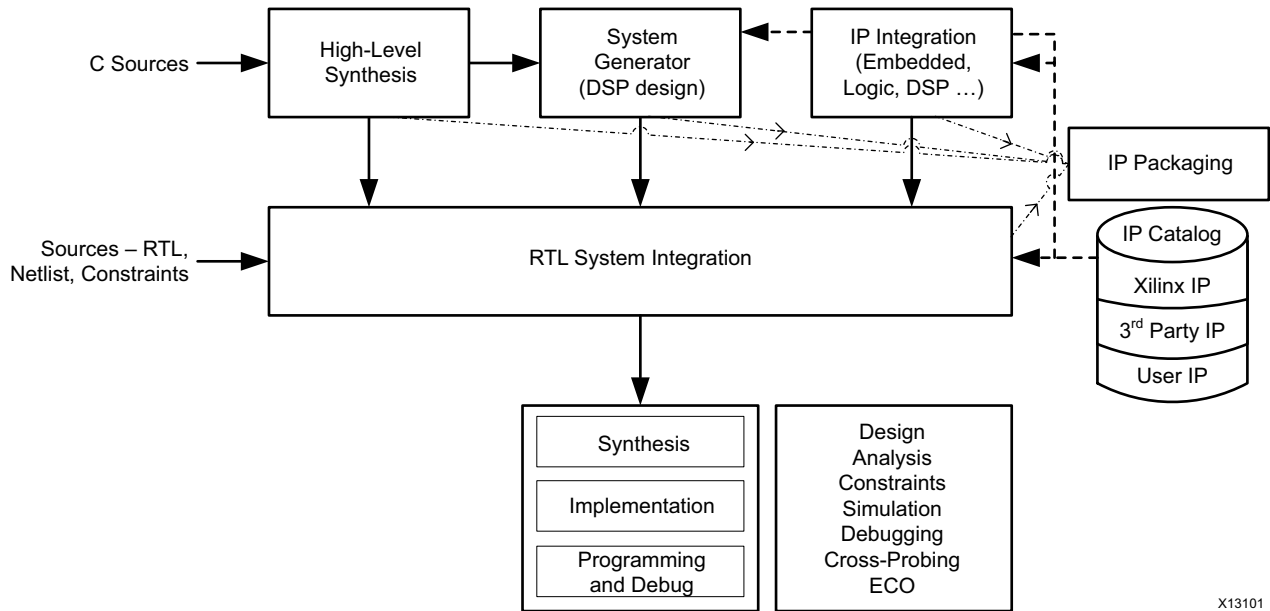 C Sources
High-Level
Synthesis
System
Generator
(DSP design)
IP Integration
(Embedded,
Logic, DSP …)
IP Packaging
Sources – RTL,
Netlist, Constraints
RTL System Integration
IP Catalog
Xilinx IP
3rd Party IP
User IP
Synthesis
Implementation
Programming
and Debug
Design
Analysis
Constraints
Simulation
Debugging
Cross-Probing
ECO
X13101